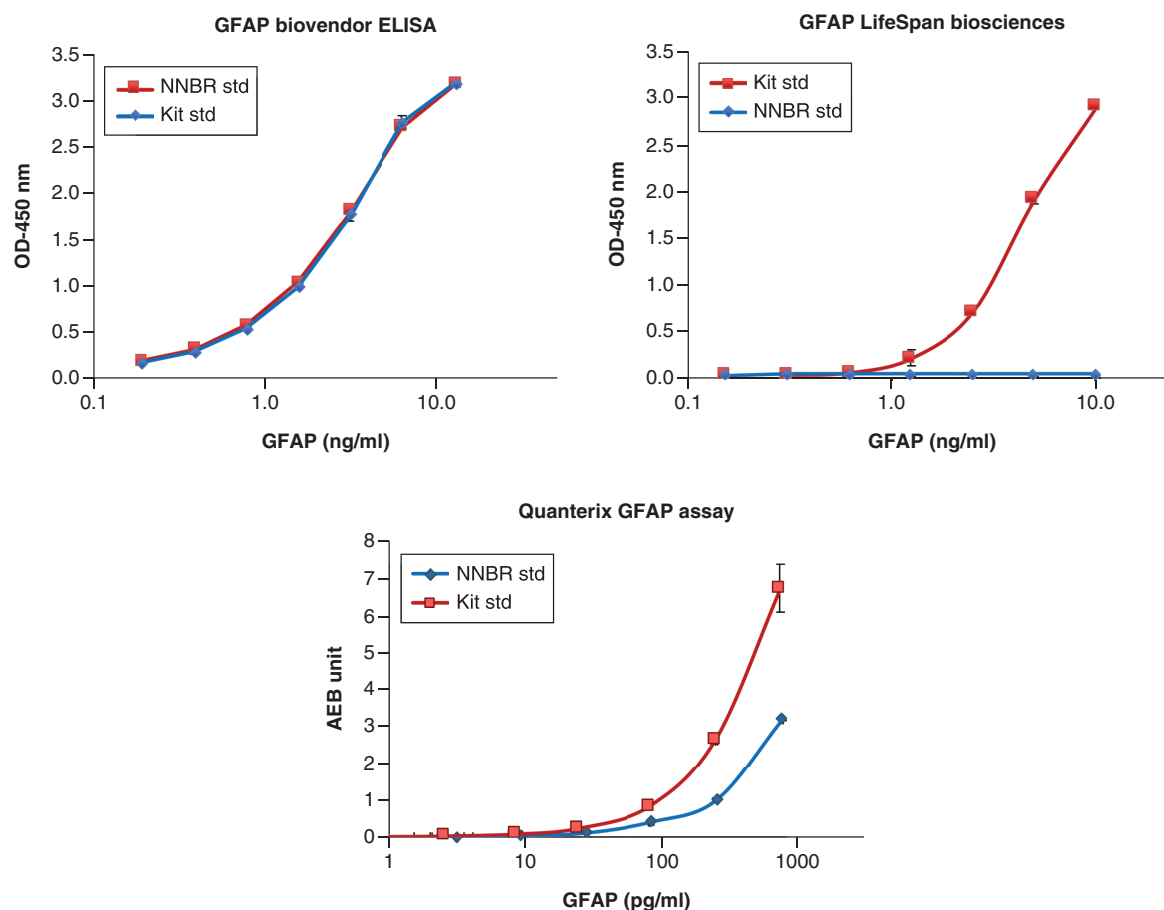 GFAP biovendor ELISA
3.5
3.0
2.5
2.0
1.5
1.0
0.5
0.0
OD-450 nm
NNBR std
Kit std
0.1
1.0
10.0
GFAP (ng/ml)
GFAP LifeSpan biosciences
3.5
3.0
2.5
2.0
1.5
1.0
0.5
0.0
OD-450 nm
Kit std
NNBR std
0.1
1.0
10.0
GFAP (ng/ml)
Quanterix GFAP assay
8
7
6
5
4
3
2
1
0
AEB unit
NNBR std
Kit std
1
10
100
1000
GFAP (pg/ml)